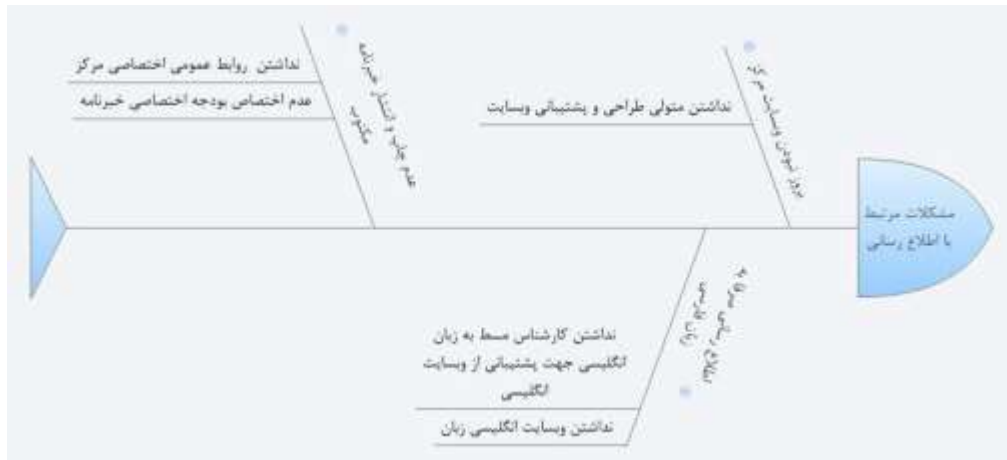 مشکلات مرتبط
با اطلاع رسانی
بروز نبودن وبسایت مرکز
نداشتن متولی طراحی و پشتیبانی وبسایت
عدم چاپ و انتشار خبرنامه
مکتوب
نداشتن روابط عمومی اختصاصی مرکز
عدم اختصاص بودجه اختصاصی خبرنامه
اطلاع رسانی صرفا به
زبان فارسی
نداشتن کارشناس مسط به زبان
انگلیسی جهت پشتیبانی از وبسایت
انگلیسی
نداشتن وبسایت انگلیسی زبان